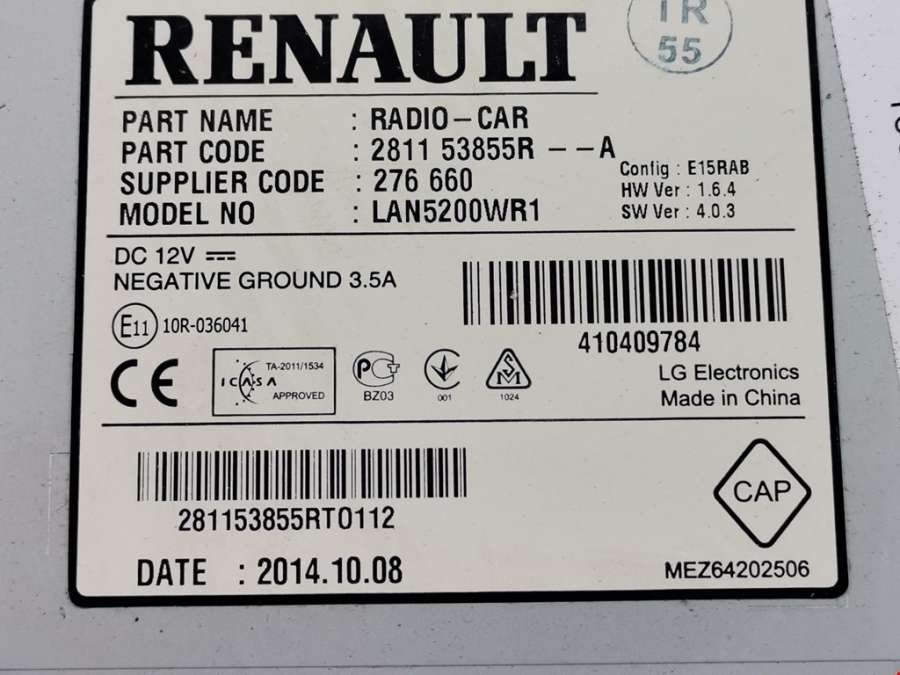 RENAULT
TR
55
PART NAME : RADIO-CAR
PART CODE : 2811 53855R --A
SUPPLIER CODE : 276 660
MODEL NO : LAN5200WR1
Config : E15RAB
HW Ver : 1.6.4
SW Ver : 4.0.3
DC 12V
NEGATIVE GROUND 3.5A
E11 10R-036041
410409784
CE
ICASA
TA-2011/1534
APPROVED
PCT
BZ03
001
SM
1024
LG Electronics
Made in China
281153855RT0112
CAP
DATE : 2014.10.08
MEZ64202506